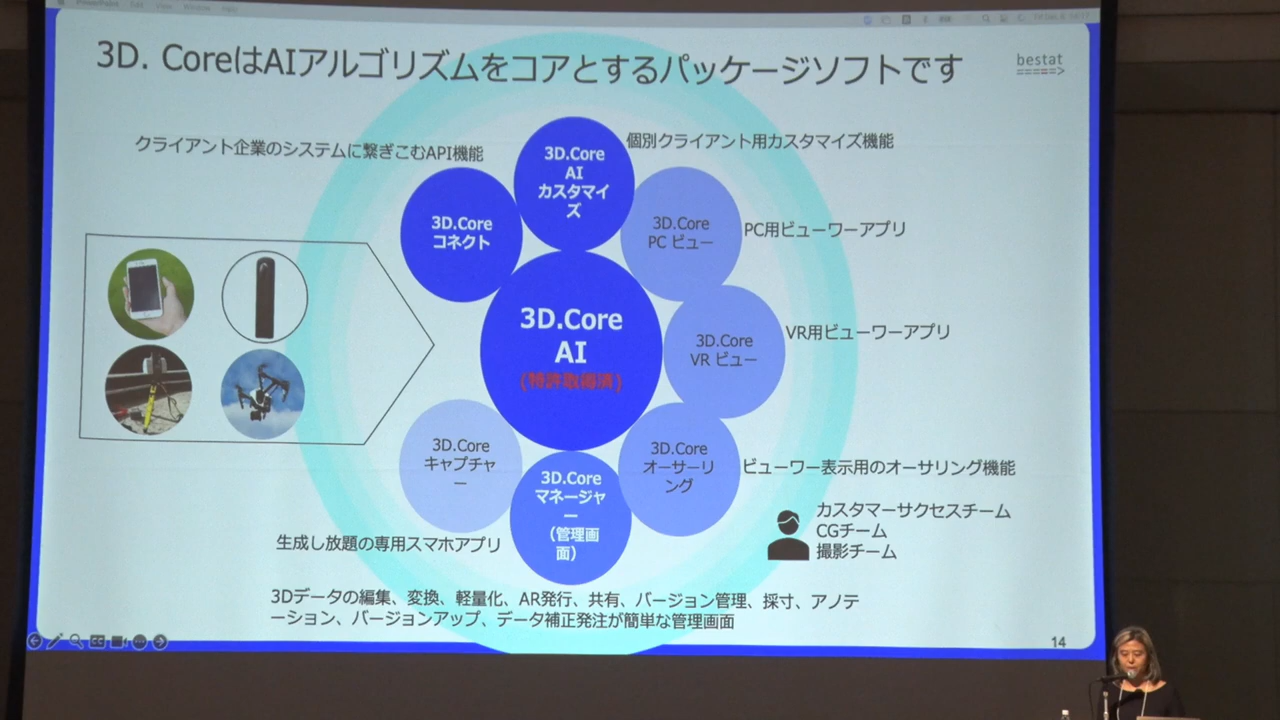 3D. CoreはAIアルゴリズムをコアとするパッケージソフトです
bestat
クライアント企業のシステムに繋ぎこむAPI機能
個別クライアント用カスタマイズ機能
3D.Core
AI
カスタマイ
ズ
3D.Core
コネクト
3D.Core
PC ビュー
PC用ビューワーアプリ
3D.Core
AI
(特許取得済)
3D.Core
VR ビュー
VR用ビューワーアプリ
3D.Core
キャプチャ
ー
3D.Core
マネージャ
ー
（管理画
面）
3D.Core
オーサーリ
ング
ビューワー表示用のオーサリング機能
カスタマーサクセスチーム
CGチーム
撮影チーム
生成し放題の専用スマホアプリ
3Dデータの編集、変換、軽量化、AR発行、共有、バージョン管理、採寸、アノテ
ーション、バージョンアップ、データ補正発注が簡単な管理画面
14